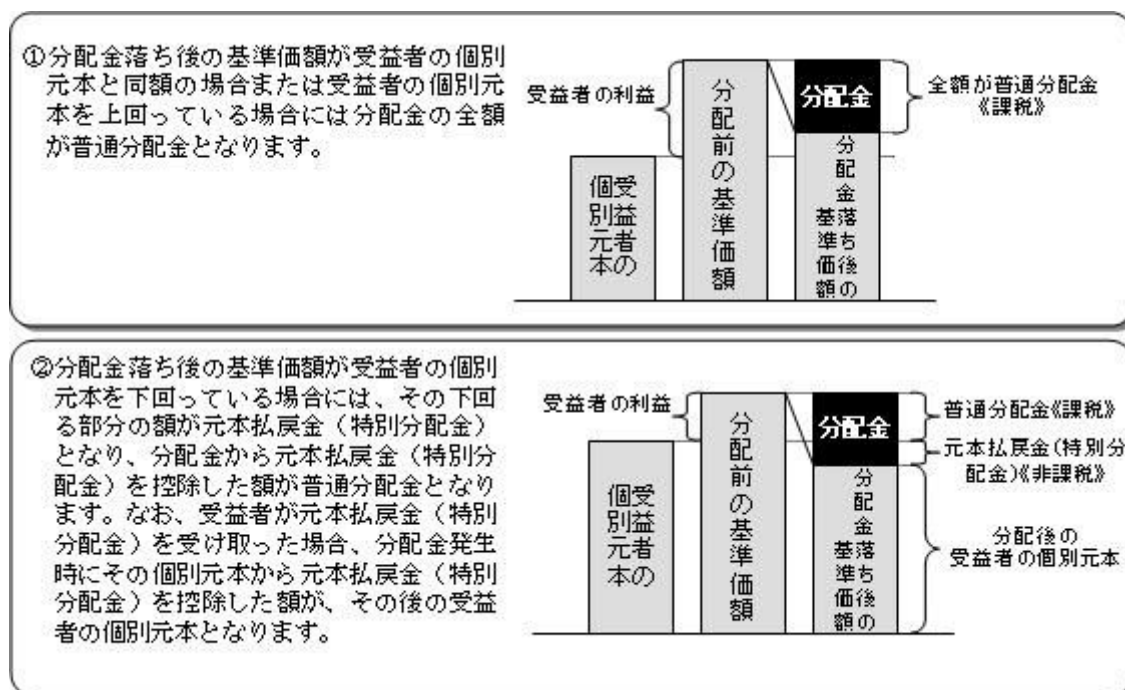 ①分配金落ち後の基準価額が受益者の個別
元本と同額の場合または受益者の個別元
本を上回っている場合には分配金の全額
が普通分配金となります。
受益者の利益
受益者の
個別元本
分配前の基準価額
分配金
分配金落ち後の
基準価額
全額が普通分配金
《課税》
②分配金落ち後の基準価額が受益者の個別
元本を下回っている場合には、その下回
る部分の額が元本払戻金（特別分配金）
となり、分配金から元本払戻金（特別分
配金）を控除した額が普通分配金となり
ます。なお、受益者が元本払戻金（特別
分配金）を受け取った場合、分配金発生
時にその個別元本から元本払戻金（特別
分配金）を控除した額が、その後の受益
者の個別元本となります。
受益者の利益
受益者の
個別元本
分配前の基準価額
分配金
分配金落ち後の
基準価額
普通分配金《課税》
元本払戻金(特別分
配金)《非課税》
分配後の
受益者の個別元本